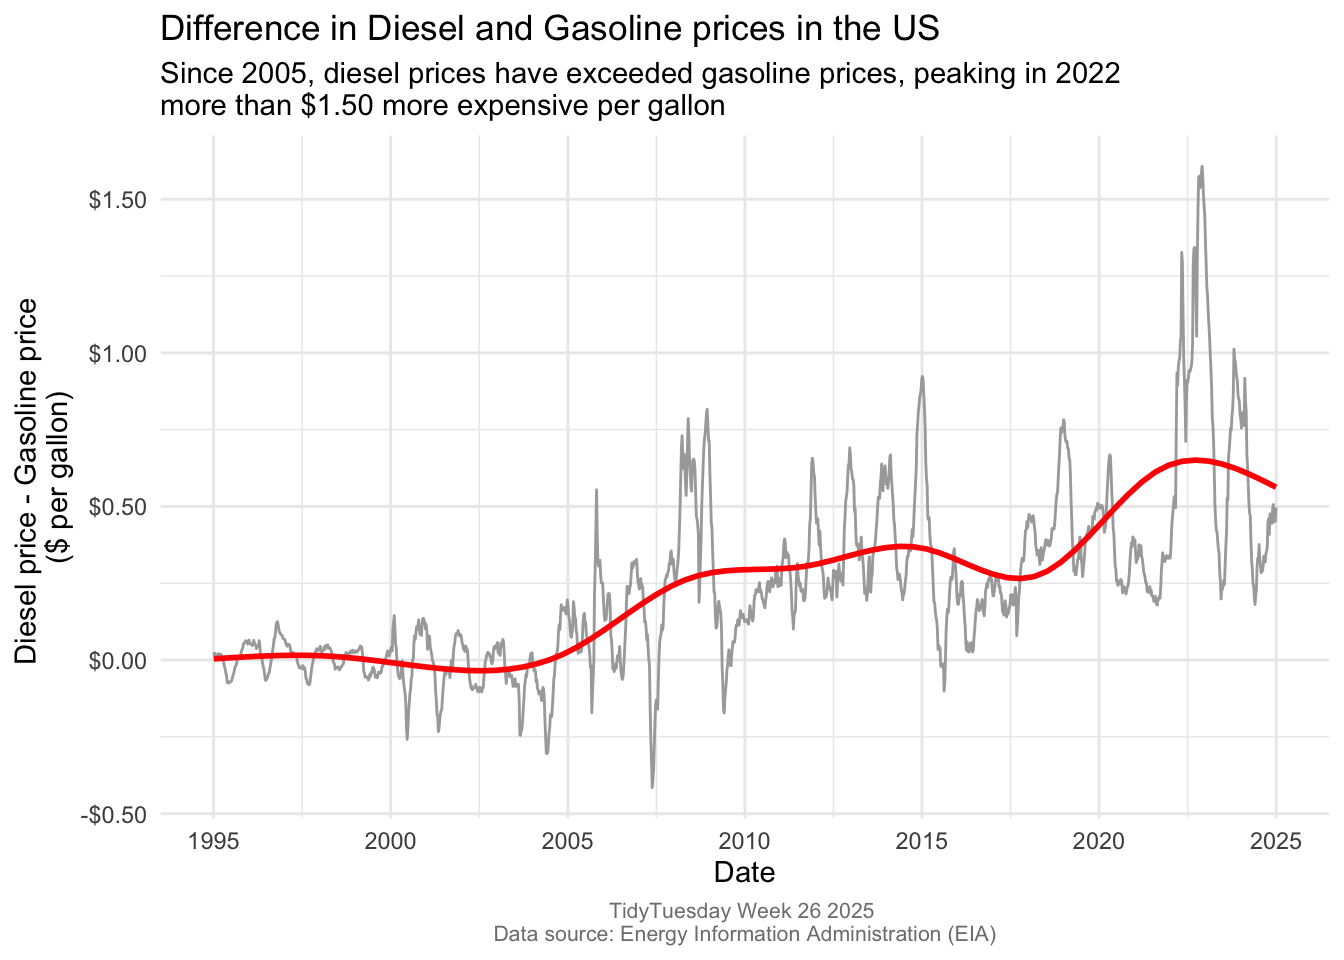 Difference in Diesel and Gasoline prices in the US
Since 2005, diesel prices have exceeded gasoline prices, peaking in 2022
more than $1.50 more expensive per gallon
Diesel price - Gasoline price
($ per gallon)
$1.50
$1.00
$0.50
$0.00
-$0.50
1995 2000 2005 2010 2015 2020 2025
Date
TidyTuesday Week 26 2025
Data source: Energy Information Administration (EIA)